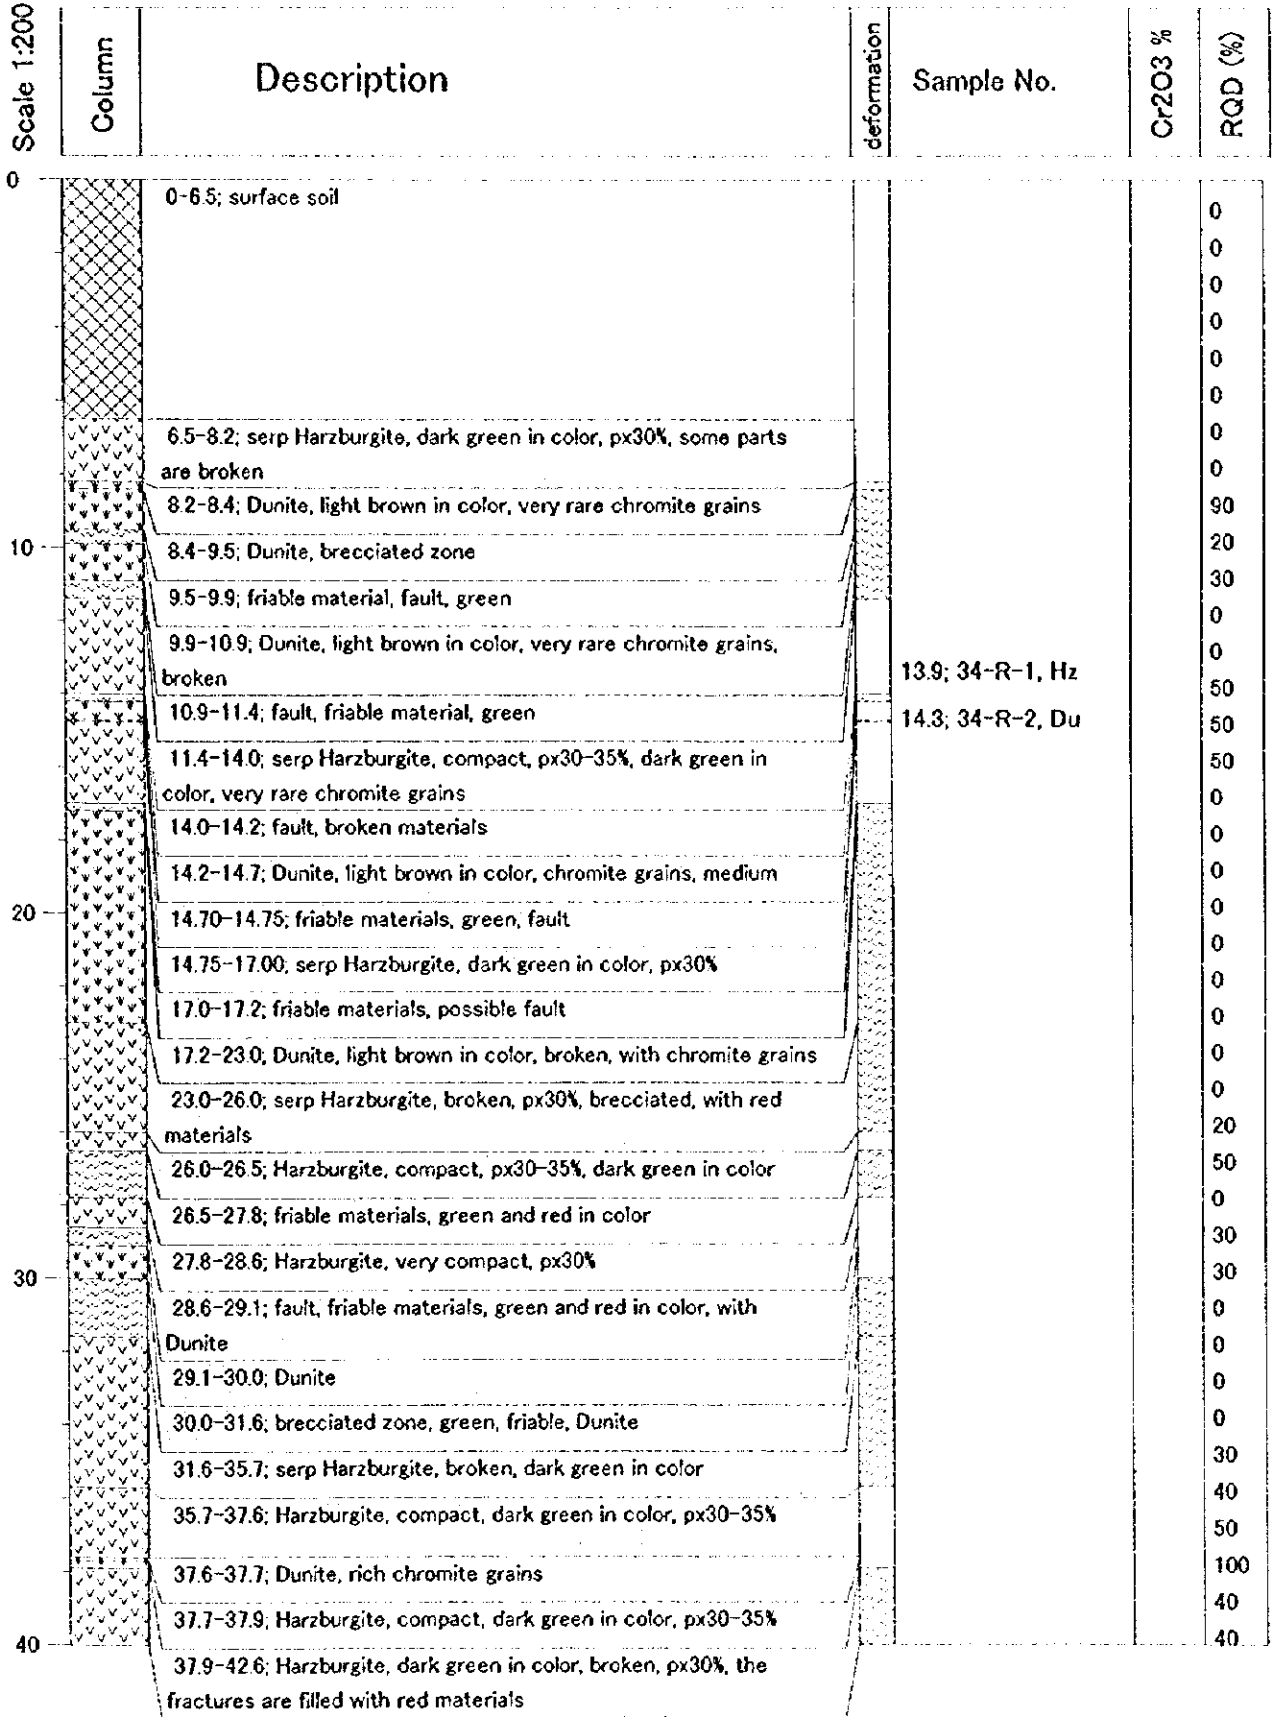 Scale 1:200
Column
Description
deformation
Sample No.
Cr2O3 %
RQD (%)
0
0-6.5; surface soil
0
0
0
0
0
0
6.5-8.2; serp Harzburgite, dark green in color, px30%, some parts
0
are broken
0
8.2-8.4; Dunite, light brown in color, very rare chromite grains
90
10
8.4-9.5; Dunite, brecciated zone
20
9.5-9.9; friable material, fault, green
30
0
9.9-10.9; Dunite, light brown in color, very rare chromite grains,
0
broken
13.9; 34-R-1, Hz
50
10.9-11.4; fault, friable material, green
14.3; 34-R-2, Du
50
11.4-14.0; serp Harzburgite, compact, px30-35%, dark green in
50
color, very rare chromite grains
0
14.0-14.2; fault, broken materials
0
14.2-14.7; Dunite, light brown in color, chromite grains, medium
0
20
14.70-14.75; friable materials, green, fault
0
0
14.75-17.00; serp Harzburgite, dark green in color, px30%
0
17.0-17.2; friable materials, possible fault
0
17.2-23.0; Dunite, light brown in color, broken, with chromite grains
0
23.0-26.0; serp Harzburgite, broken, px30%, brecciated, with red
0
materials
20
26.0-26.5; Harzburgite, compact, px30-35%, dark green in color
50
26.5-27.8; friable materials, green and red in color
0
30
27.8-28.6; Harzburgite, very compact, px30%
30
30
28.6-29.1; fault, friable materials, green and red in color, with
0
Dunite
0
29.1-30.0; Dunite
0
30.0-31.6; brecciated zone, green, friable, Dunite
0
31.6-35.7; serp Harzburgite, broken, dark green in color
30
40
35.7-37.6; Harzburgite, compact, dark green in color, px30-35%
50
37.6-37.7; Dunite, rich chromite grains
100
37.7-37.9; Harzburgite, compact, dark green in color, px30-35%
40
40
40
37.9-42.6; Harzburgite, dark green in color, broken, px30%, the
fractures are filled with red materials